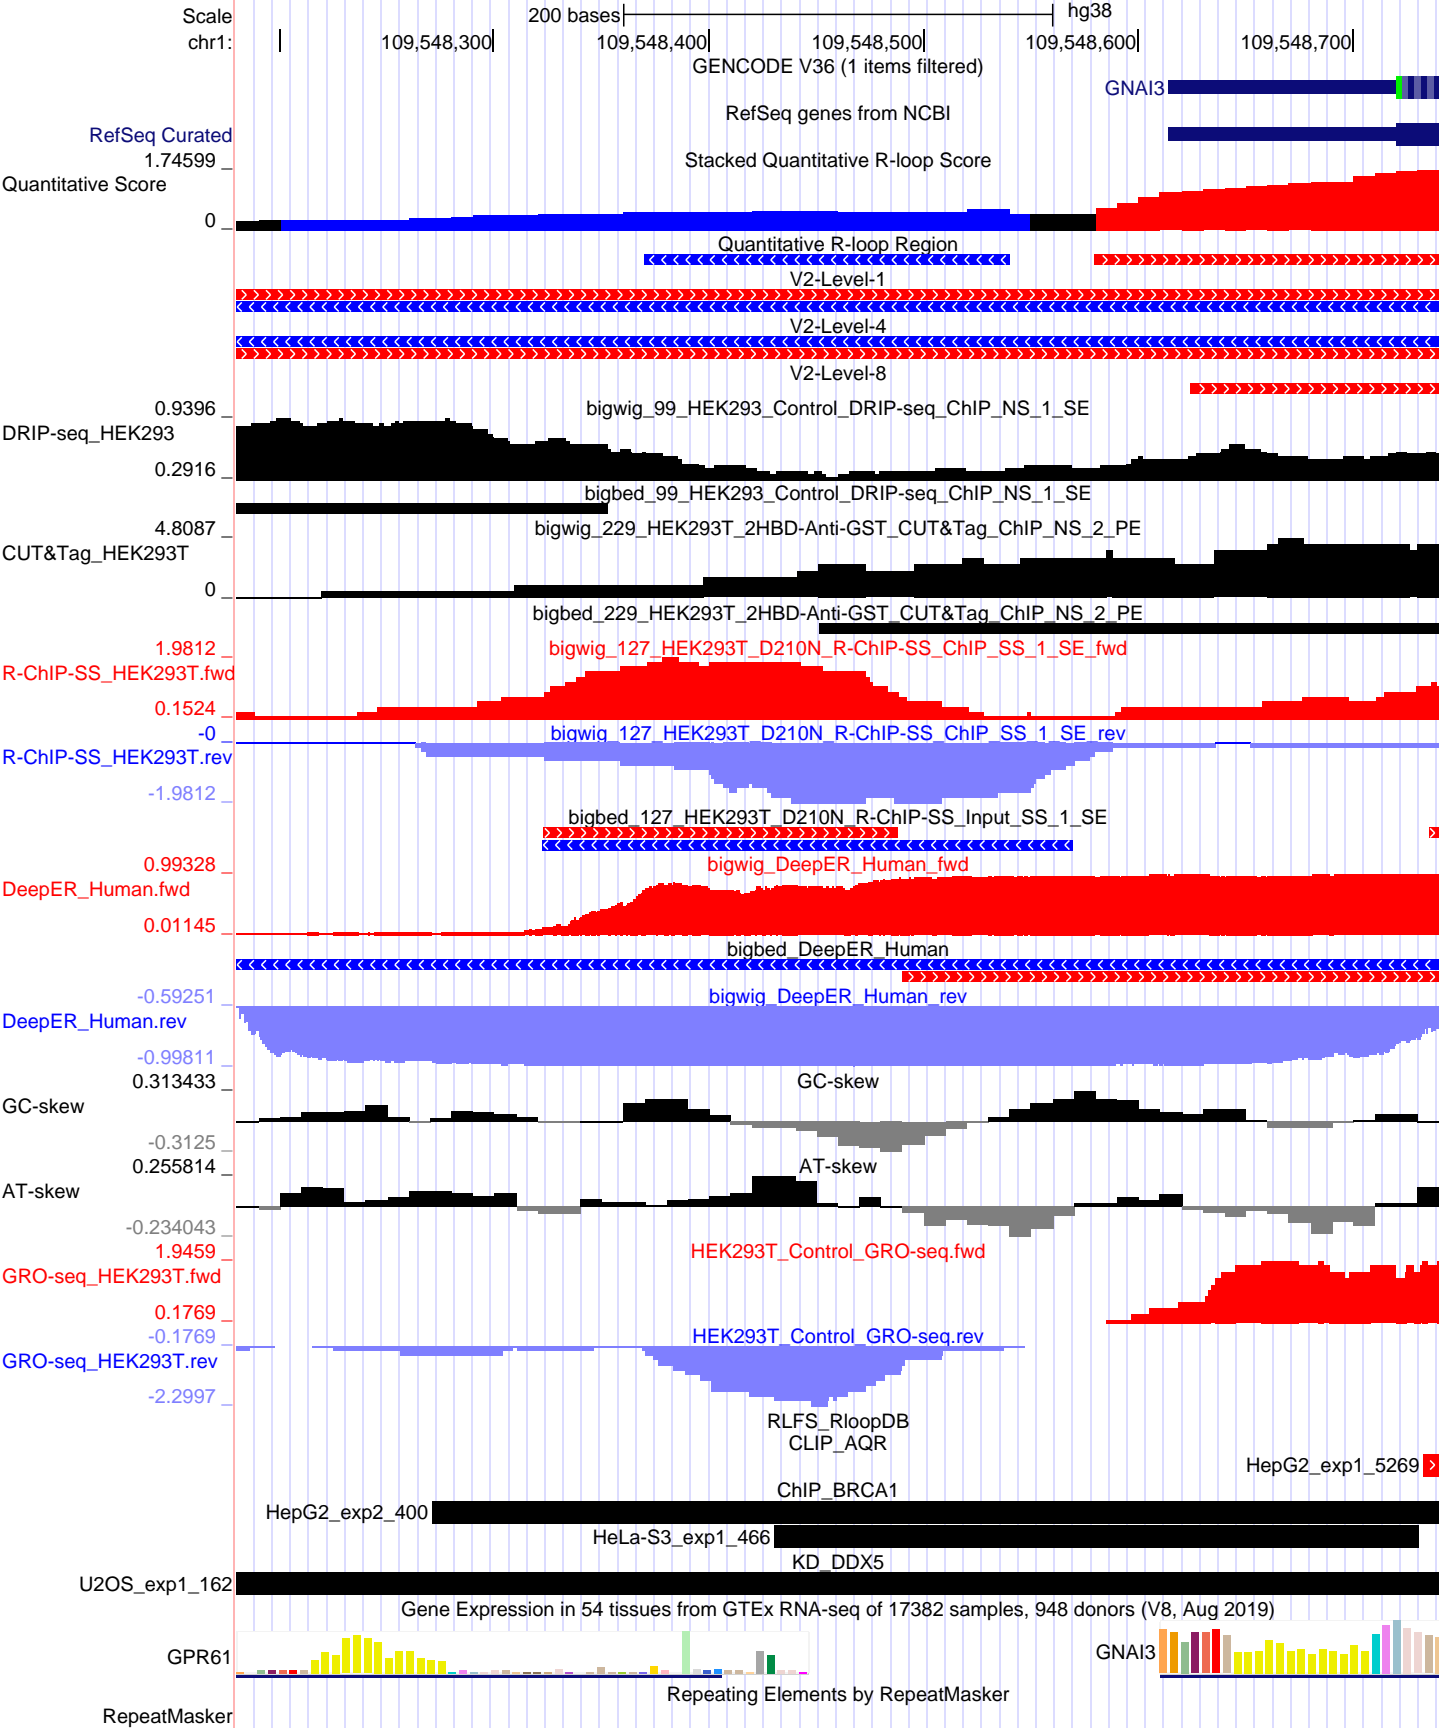 Scale 200 bases hg38
chr1: 109,548,300 109,548,400 109,548,500 109,548,600 109,548,700
GENCODE V36 (1 items filtered)
GNAI3
RefSeq genes from NCBI
RefSeq Curated
1.74599 Stacked Quantitative R-loop Score
Quantitative Score
0
Quantitative R-loop Region
V2-Level-1
V2-Level-4
V2-Level-8
0.9396 bigwig_99_HEK293_Control_DRIP-seq_ChIP_NS_1_SE
DRIP-seq_HEK293
0.2916
bigbed_99_HEK293_Control_DRIP-seq_ChIP_NS_1_SE
4.8087 bigwig_229_HEK293T_2HBD-Anti-GST_CUT&Tag_ChIP_NS_2_PE
CUT&Tag_HEK293T
0
bigbed_229_HEK293T_2HBD-Anti-GST_CUT&Tag_ChIP_NS_2_PE
1.9812 bigwig_127_HEK293T_D210N_R-ChIP-SS_ChIP_SS_1_SE_fwd
R-ChIP-SS_HEK293T.fwd
0.1524
-0 bigwig_127_HEK293T_D210N_R-ChIP-SS_ChIP_SS_1_SE_rev
R-ChIP-SS_HEK293T.rev
-1.9812
bigbed_127_HEK293T_D210N_R-ChIP-SS_Input_SS_1_SE
0.99328 bigwig_DeepER_Human_fwd
DeepER_Human.fwd
0.01145
bigbed_DeepER_Human
-0.59251 bigwig_DeepER_Human_rev
DeepER_Human.rev
-0.99811
0.313433 GC-skew
GC-skew
-0.3125
0.255814 AT-skew
AT-skew
-0.234043
1.9459 HEK293T_Control_GRO-seq.fwd
GRO-seq_HEK293T.fwd
0.1769
-0.1769 HEK293T_Control_GRO-seq.rev
GRO-seq_HEK293T.rev
-2.2997
RLFS_RloopDB
CLIP_AQR
HepG2_exp1_5269
ChIP_BRCA1
HepG2_exp2_400
HeLa-S3_exp1_466
KD_DDX5
U2OS_exp1_162
Gene Expression in 54 tissues from GTEx RNA-seq of 17382 samples, 948 donors (V8, Aug 2019)
GPR61 GNAI3
Repeating Elements by RepeatMasker
RepeatMasker